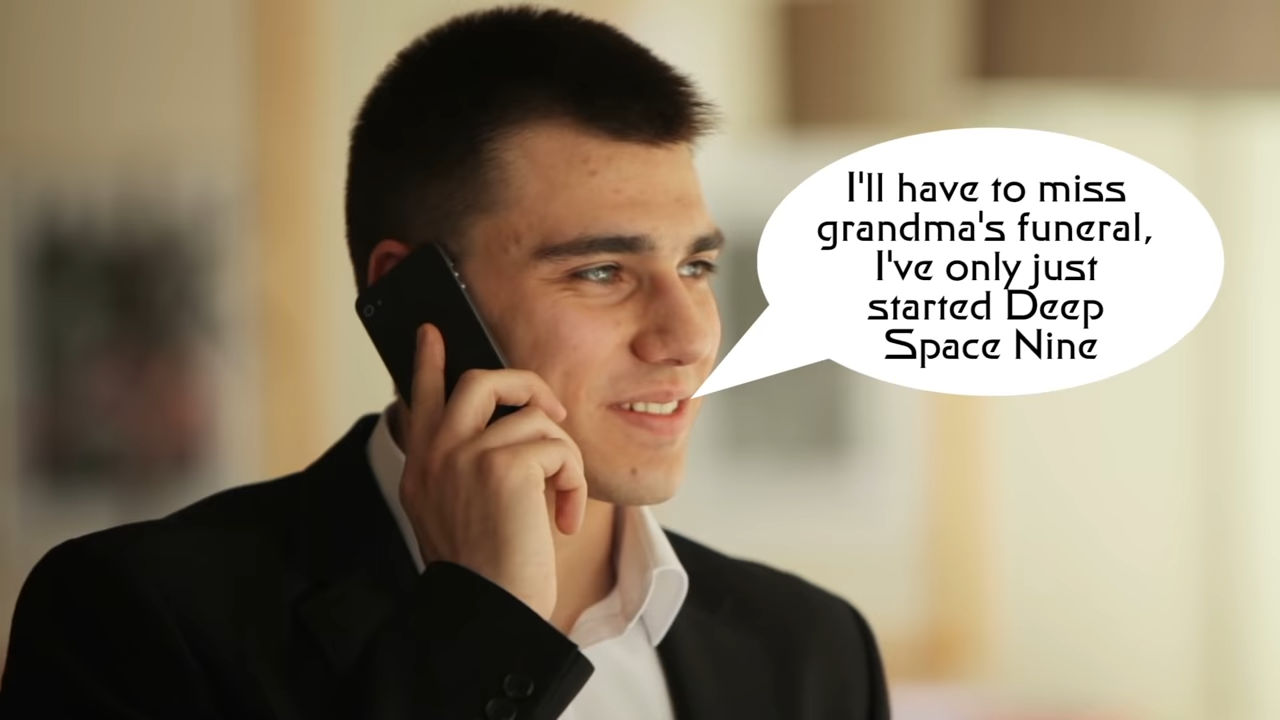 I'll have to miss
grandma's funeral,
I've only just
started Deep
Space Nine